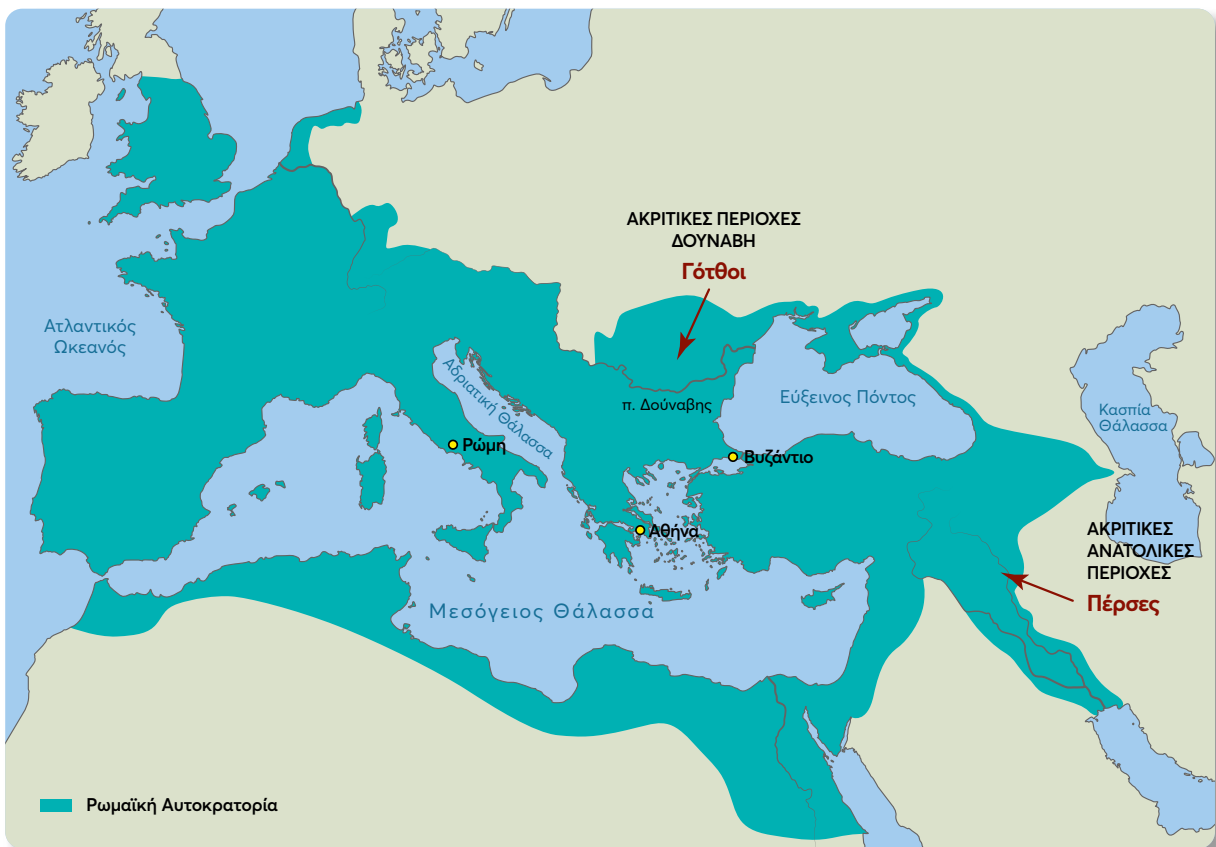 ΑΚΡΙΤΙΚΕΣ ΠΕΡΙΟΧΕΣ
ΔΟΥΝΑΒΗ
Γότθοι
Ατλαντικός
Ωκεανός
Αδριατική Θάλασσα
π. Δούναβης
Εύξεινος Πόντος
Κασπία
Θάλασσα
Ρώμη
Βυζάντιο
Αθήνα
ΑΚΡΙΤΙΚΕΣ
ΑΝΑΤΟΛΙΚΕΣ
ΠΕΡΙΟΧΕΣ
Πέρσες
Μεσόγειος Θάλασσα
Ρωμαϊκή Αυτοκρατορία